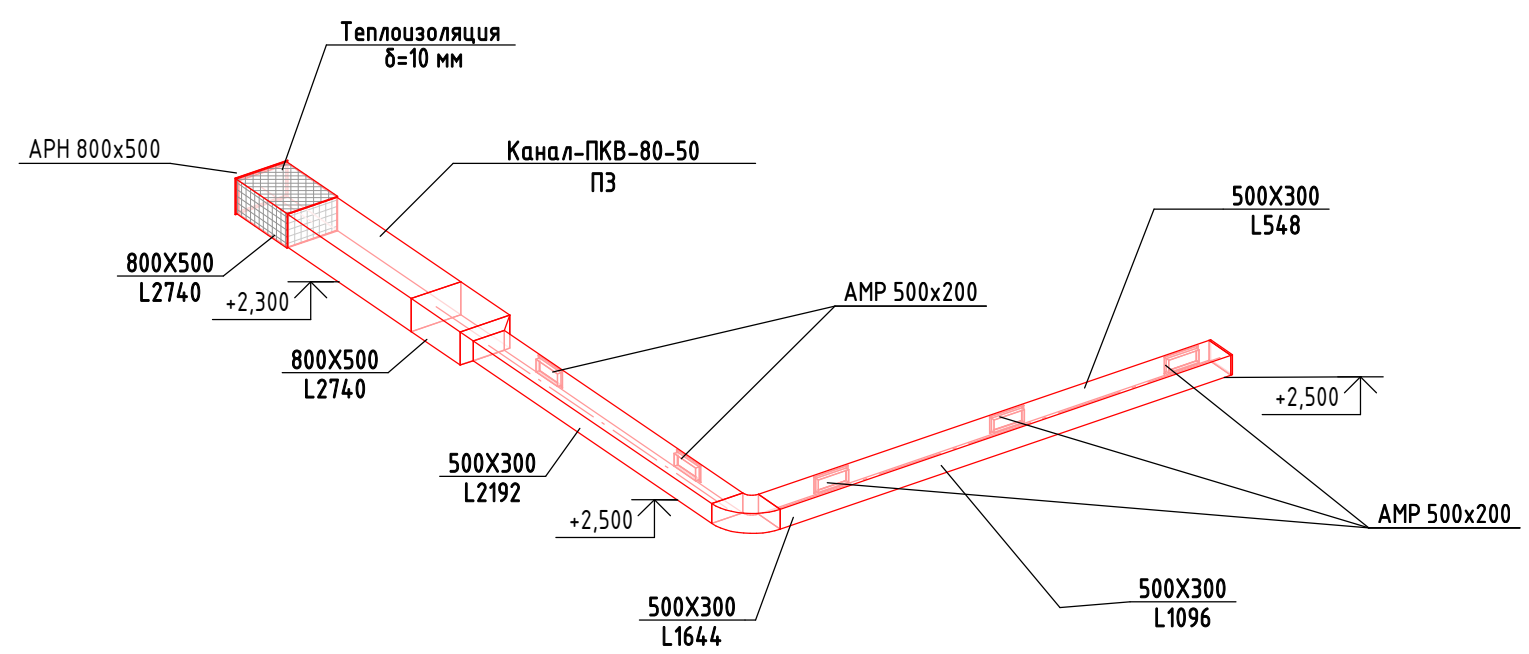 Теплоизоляция
δ=10 мм
АРН 800х500
Канал-ПКВ-80-50
П3
500X300
L548
800X500
L2740
+2,300
АМР 500х200
800X500
L2740
+2,500
500X300
L2192
+2,500
АМР 500х200
500X300
L1096
500X300
L1644